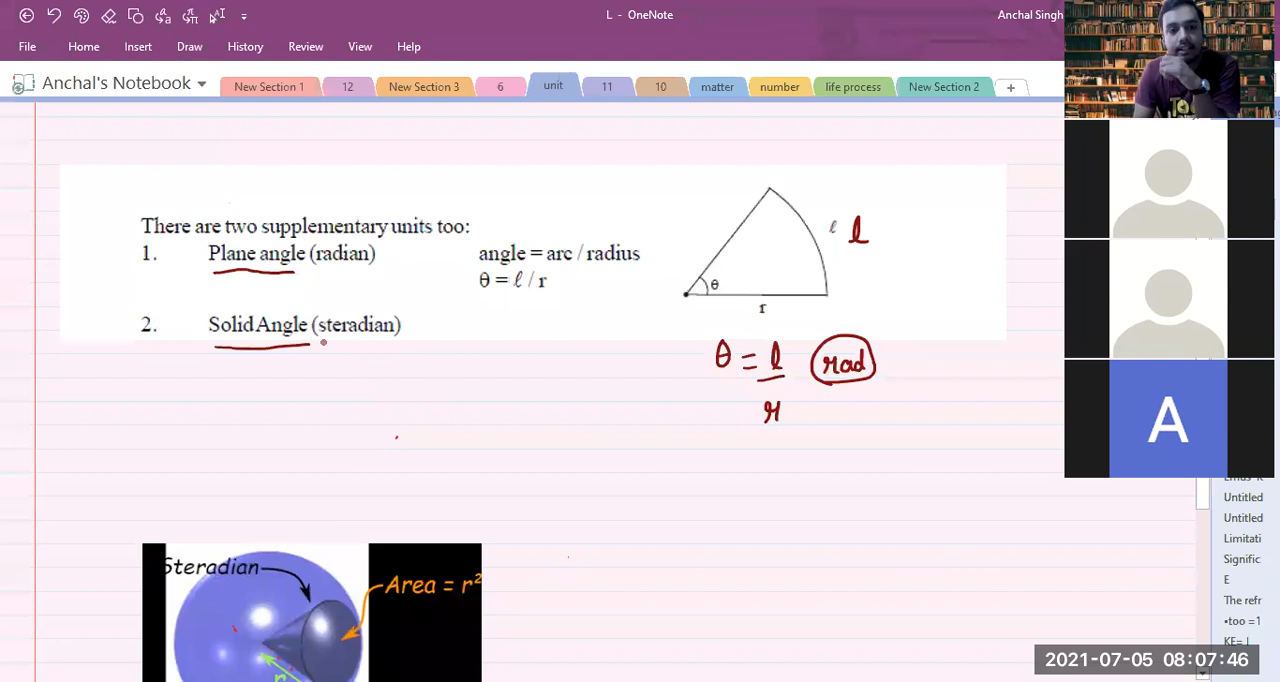 L - OneNote
Anchal Singh
File Home Insert Draw History Review View Help
Anchal's Notebook New Section 1 12 New Section 3 6 unit 11 10 matter number life process New Section 2 +
There are two supplementary units too:
1. Plane angle (radian) angle = arc / radius
θ = ℓ / r
2. Solid Angle (steradian)
ℓ l
θ
r
θ = l / r rad
A
Untitled
Untitled
Limitati
Signific
E
The refr
•too =1
KE= l
Steradian
Area = r²
r
2021-07-05 08:07:46